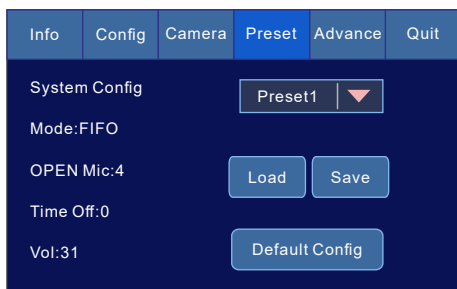 Info Config Camera Preset Advance Quit
System Config Preset1
Mode:FIFO
OPEN Mic:4 Load Save
Time Off:0
Vol:31 Default Config